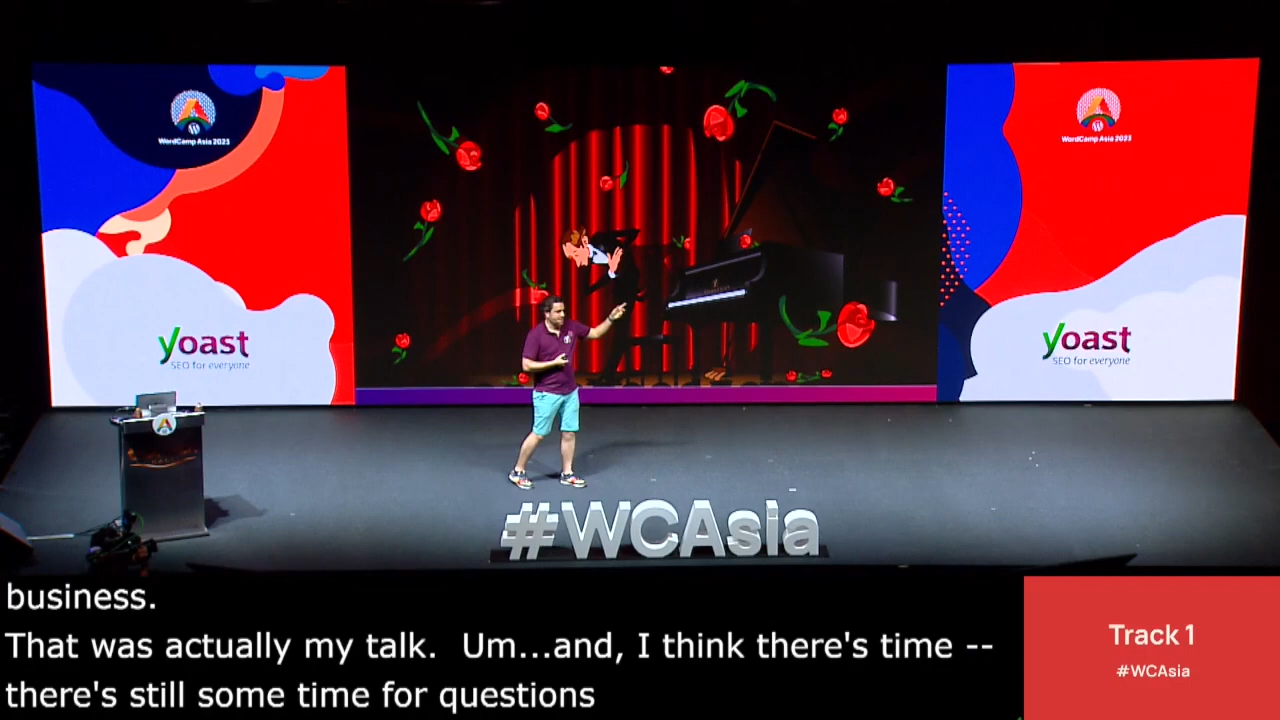 WordCamp Asia 2023
WordCamp Asia 2023
yoast
SEO for everyone
yoast
SEO for everyone
#WCAsia
business.
That was actually my talk.  Um...and, I think there's time --
there's still some time for questions
Track 1
#WCAsia